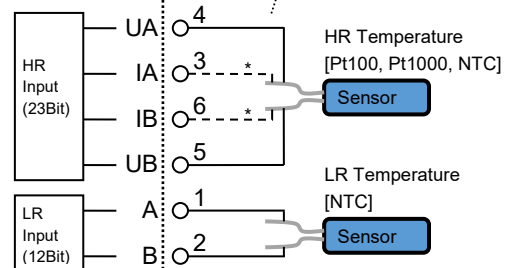 UA 4
HR Temperature
[Pt100, Pt1000, NTC]
HR
Input
(23Bit)
IA 3 *
Sensor
IB 6 *
UB 5
LR Temperature
[NTC]
LR
Input
(12Bit)
A 1
Sensor
B 2